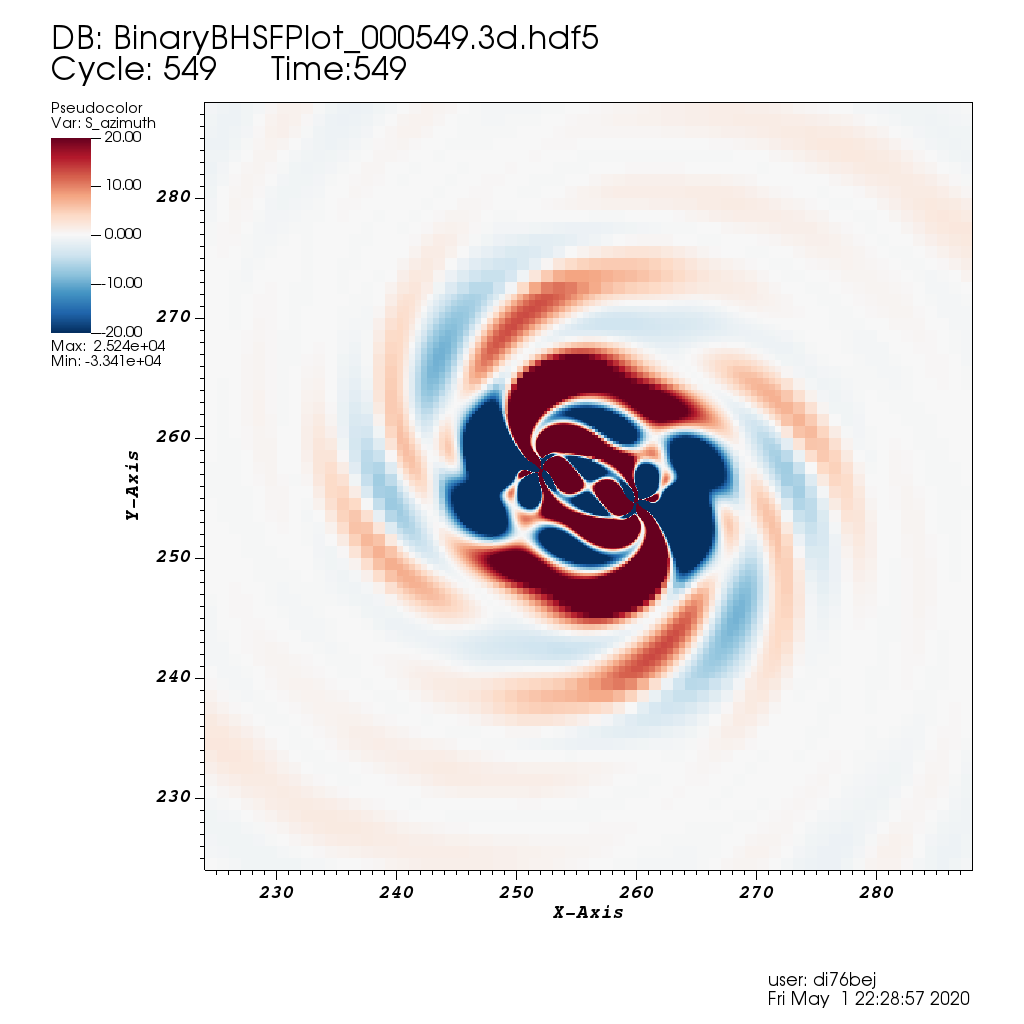 DB: BinaryBHSFPlot_000549.3d.hdf5
Cycle: 549 Time:549
Pseudocolor
Var: S_azimuth
20.00
10.00
0.000
-10.00
-20.00
Max: 2.524e+04
Min: -3.341e+04
280
270
260
250
240
230
Y-Axis
230 240 250 260 270 280
X-Axis
user: di76bej
Fri May 1 22:28:57 2020